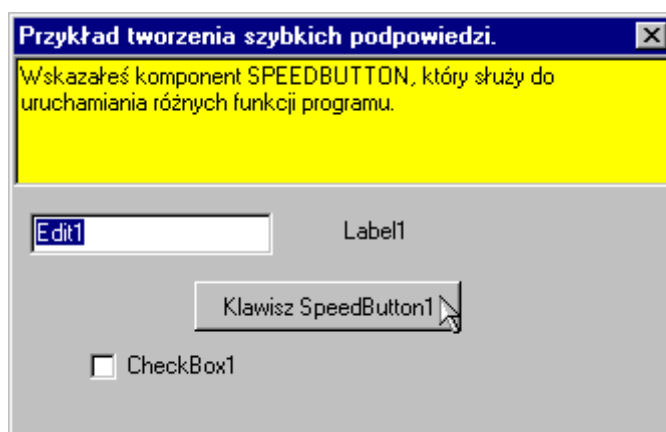 Przykład tworzenia szybkich podpowiedzi.
Wskazałeś komponent SPEEDBUTTON, który służy do
uruchamiania różnych funkcji programu.
Edit1 Label1
Klawisz SpeedButton1
CheckBox1